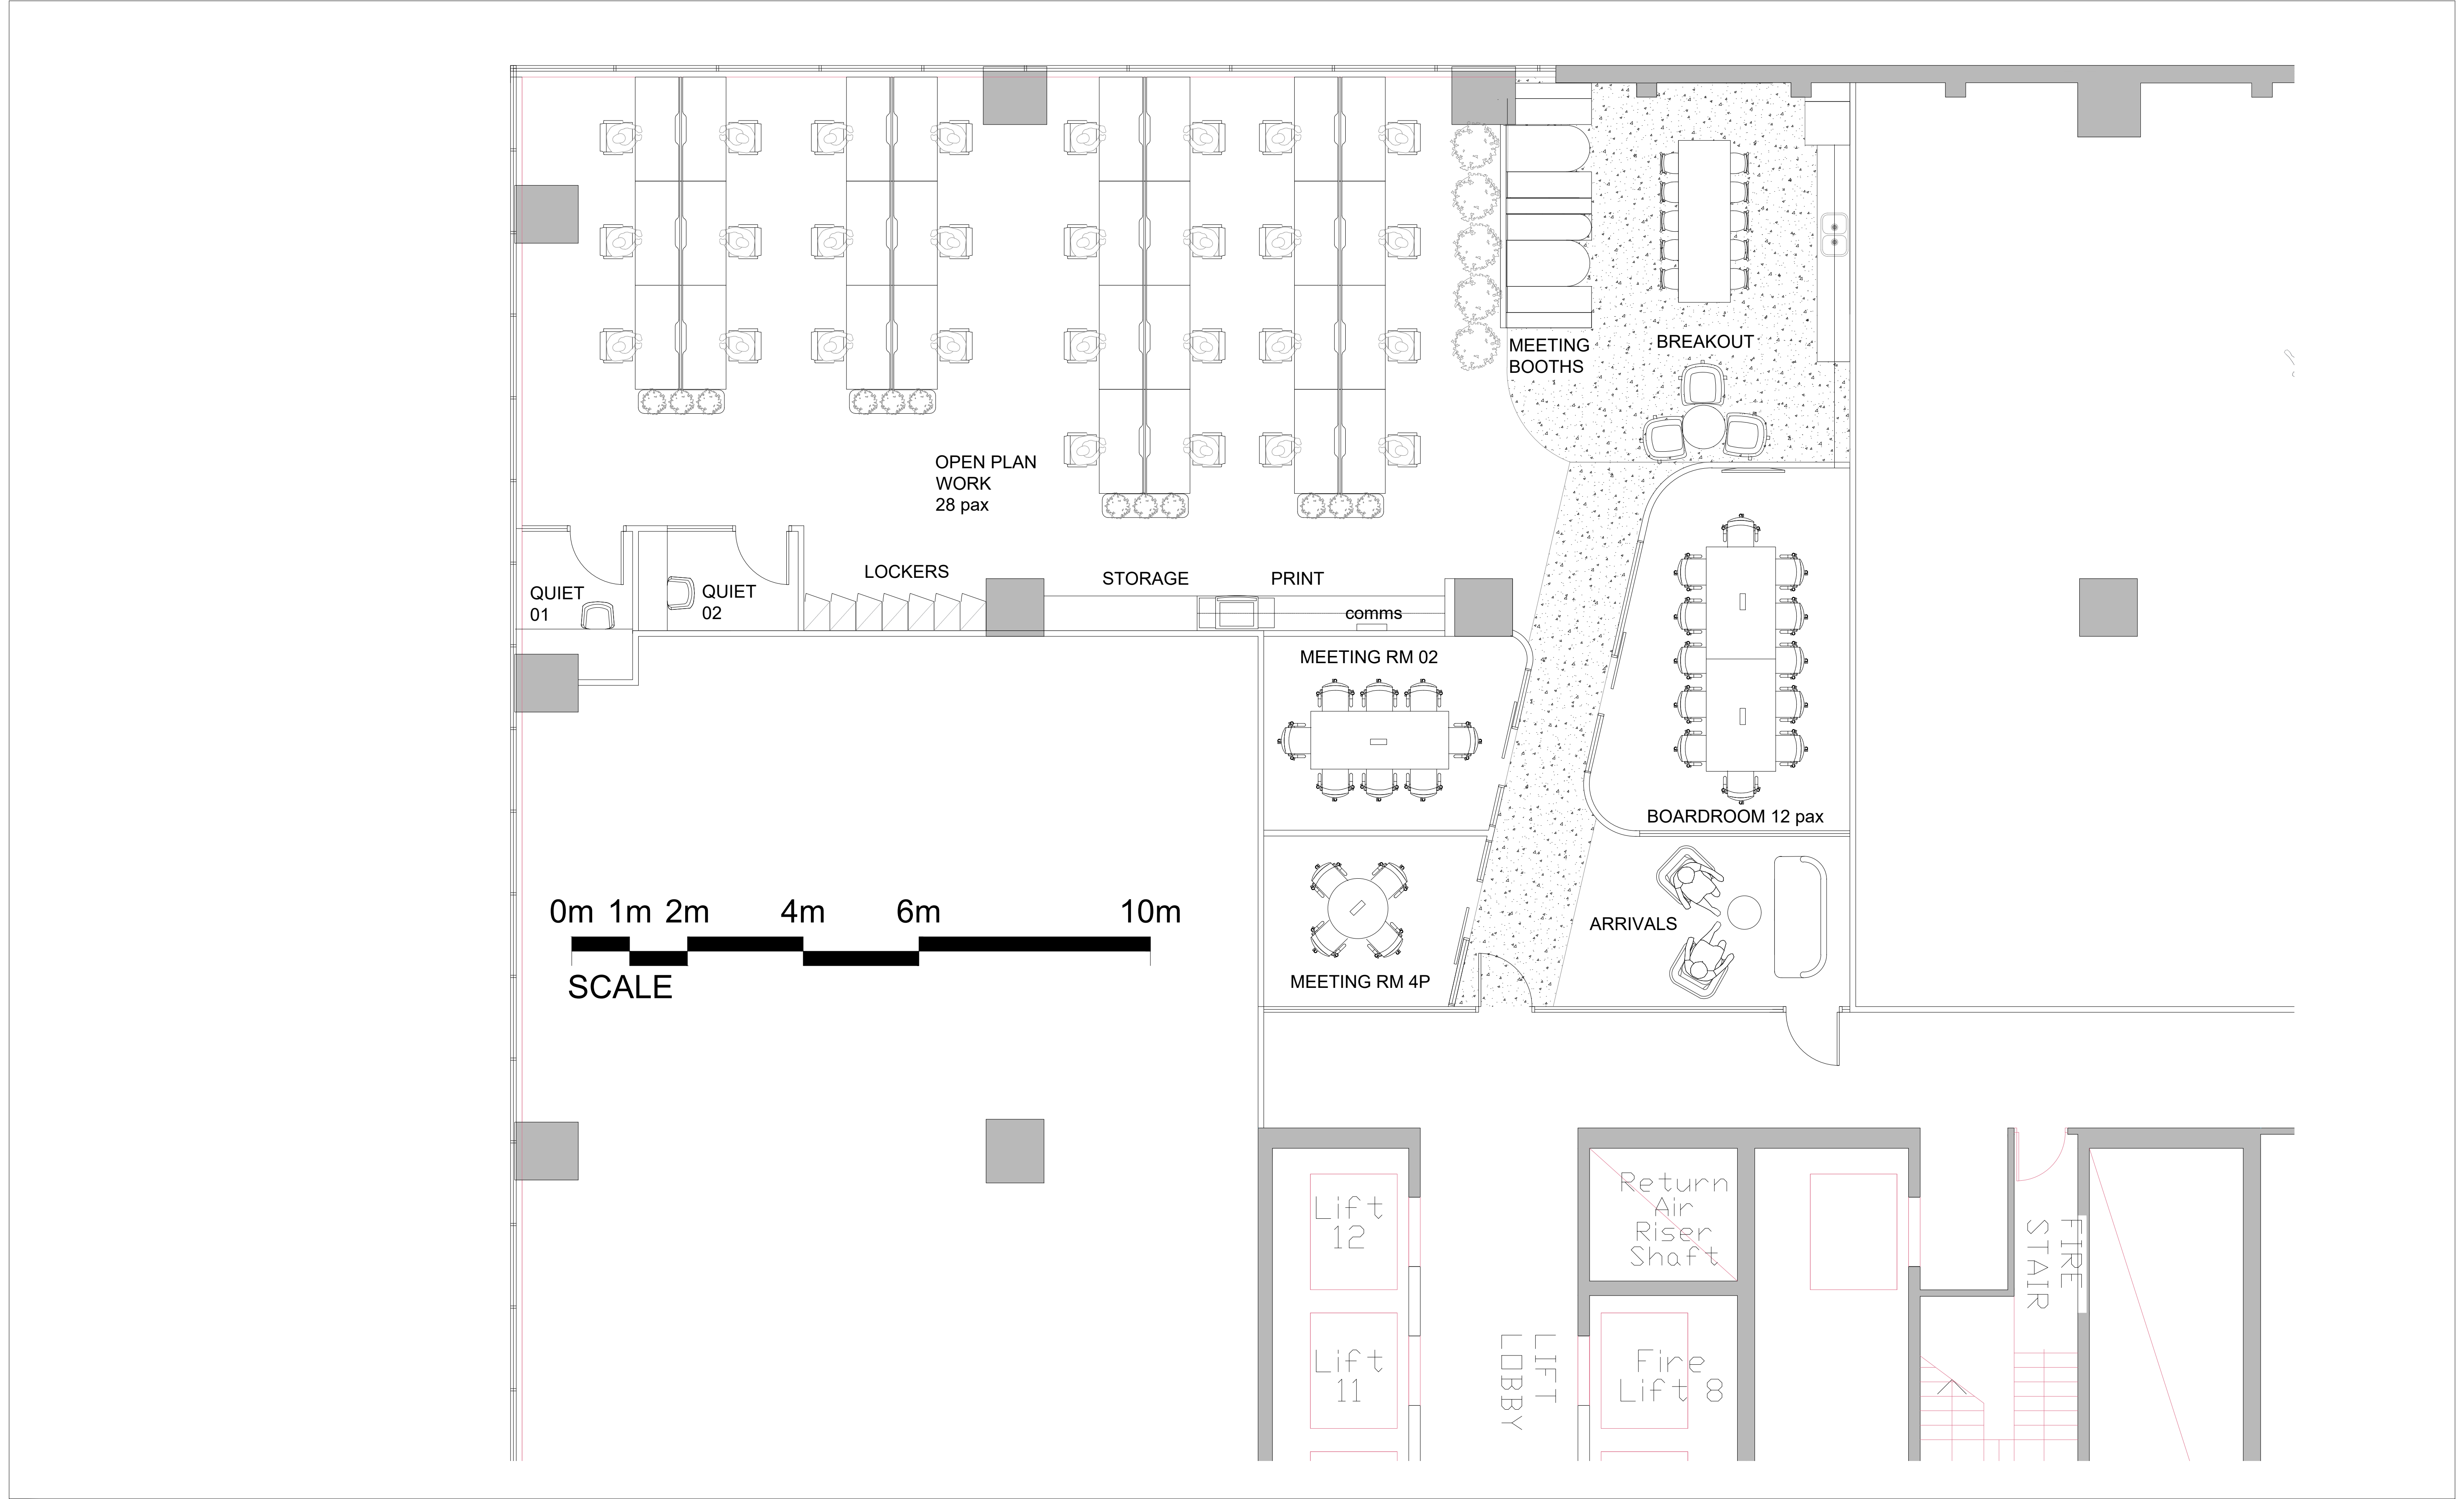 MEETING
BOOTHS
BREAKOUT
OPEN PLAN
WORK
28 pax
QUIET
01
QUIET
02
LOCKERS
STORAGE
PRINT
comms
MEETING RM 02
BOARDROOM 12 pax
0m 1m 2m 4m 6m 10m
SCALE
ARRIVALS
MEETING RM 4P
Lift
12
Return
Air
Riser
Shaft
FIRE
STAIR
Lift
11
LIFT
LOBBY
Fire
Lift 8